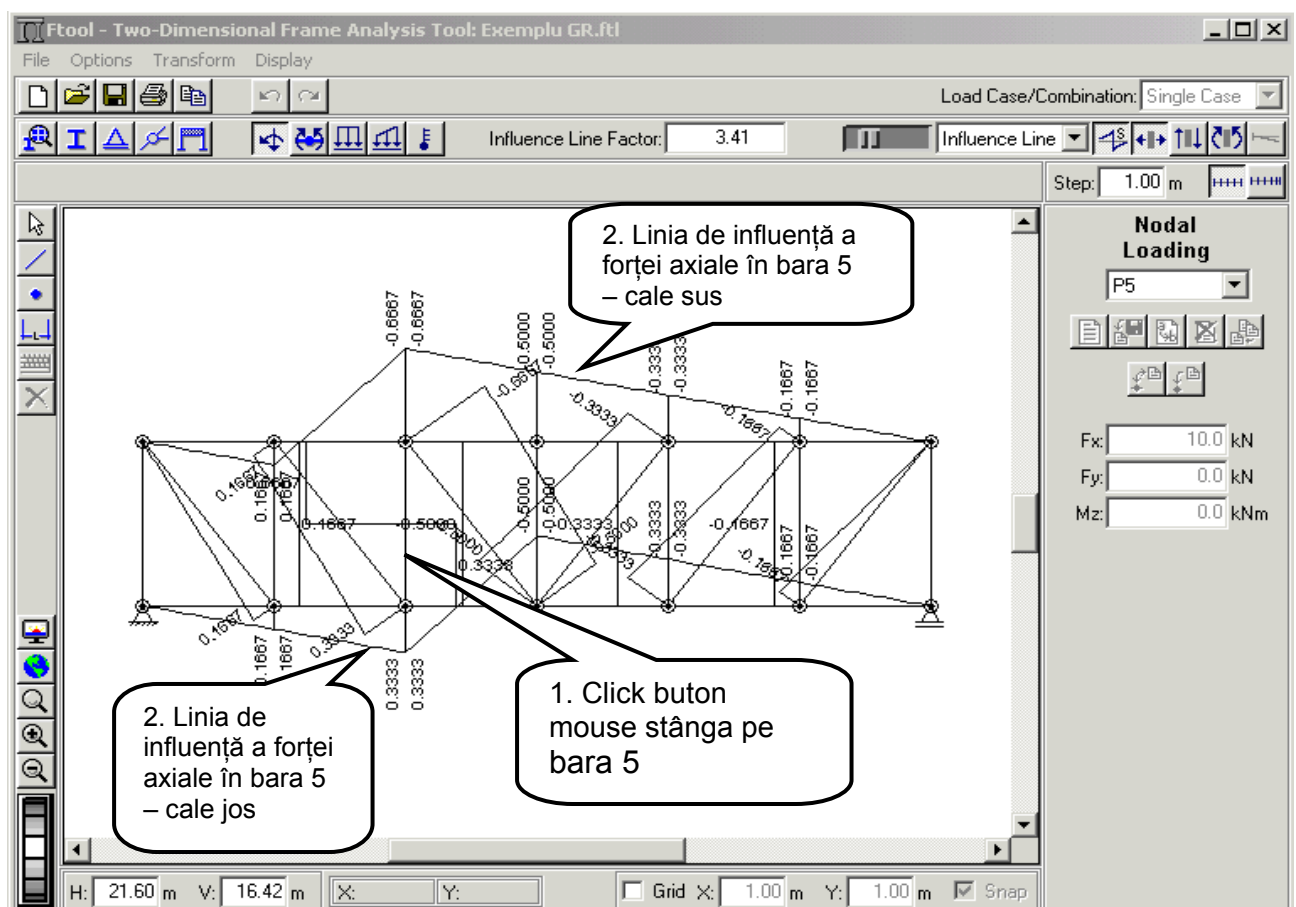 Ftool - Two-Dimensional Frame Analysis Tool: Exemplu GR.ftl
File Options Transform Display
Load Case/Combination: Single Case
Influence Line Factor: 3.41 Influence Line
Step: 1.00 m
Nodal
Loading
P5
Fx: 10.0 kN
Fy: 0.0 kN
Mz: 0.0 kNm
2. Linia de influență a
forței axiale în bara 5
– cale sus
-0.6667
-0.6667
-0.5000
-0.5000
-0.3333
-0.3333
-0.1667
-0.1667
-0.6667
-0.3333
-0.1667
0.1667
0.1667
0.1667
0.1667
-0.5000
-0.5000
0.3333
-0.5000
-0.5000
-0.3333
-0.3333
-0.3333
-0.1667
-0.1667
-0.1667
-0.1667
0.1667
0.1667
0.1667
0.3333
0.3333
0.3333
1. Click buton
mouse stânga pe
bara 5
2. Linia de
influență a forței
axiale în bara 5
– cale jos
H: 21.60 m V: 16.42 m X: Y: Grid X: 1.00 m Y: 1.00 m Snap